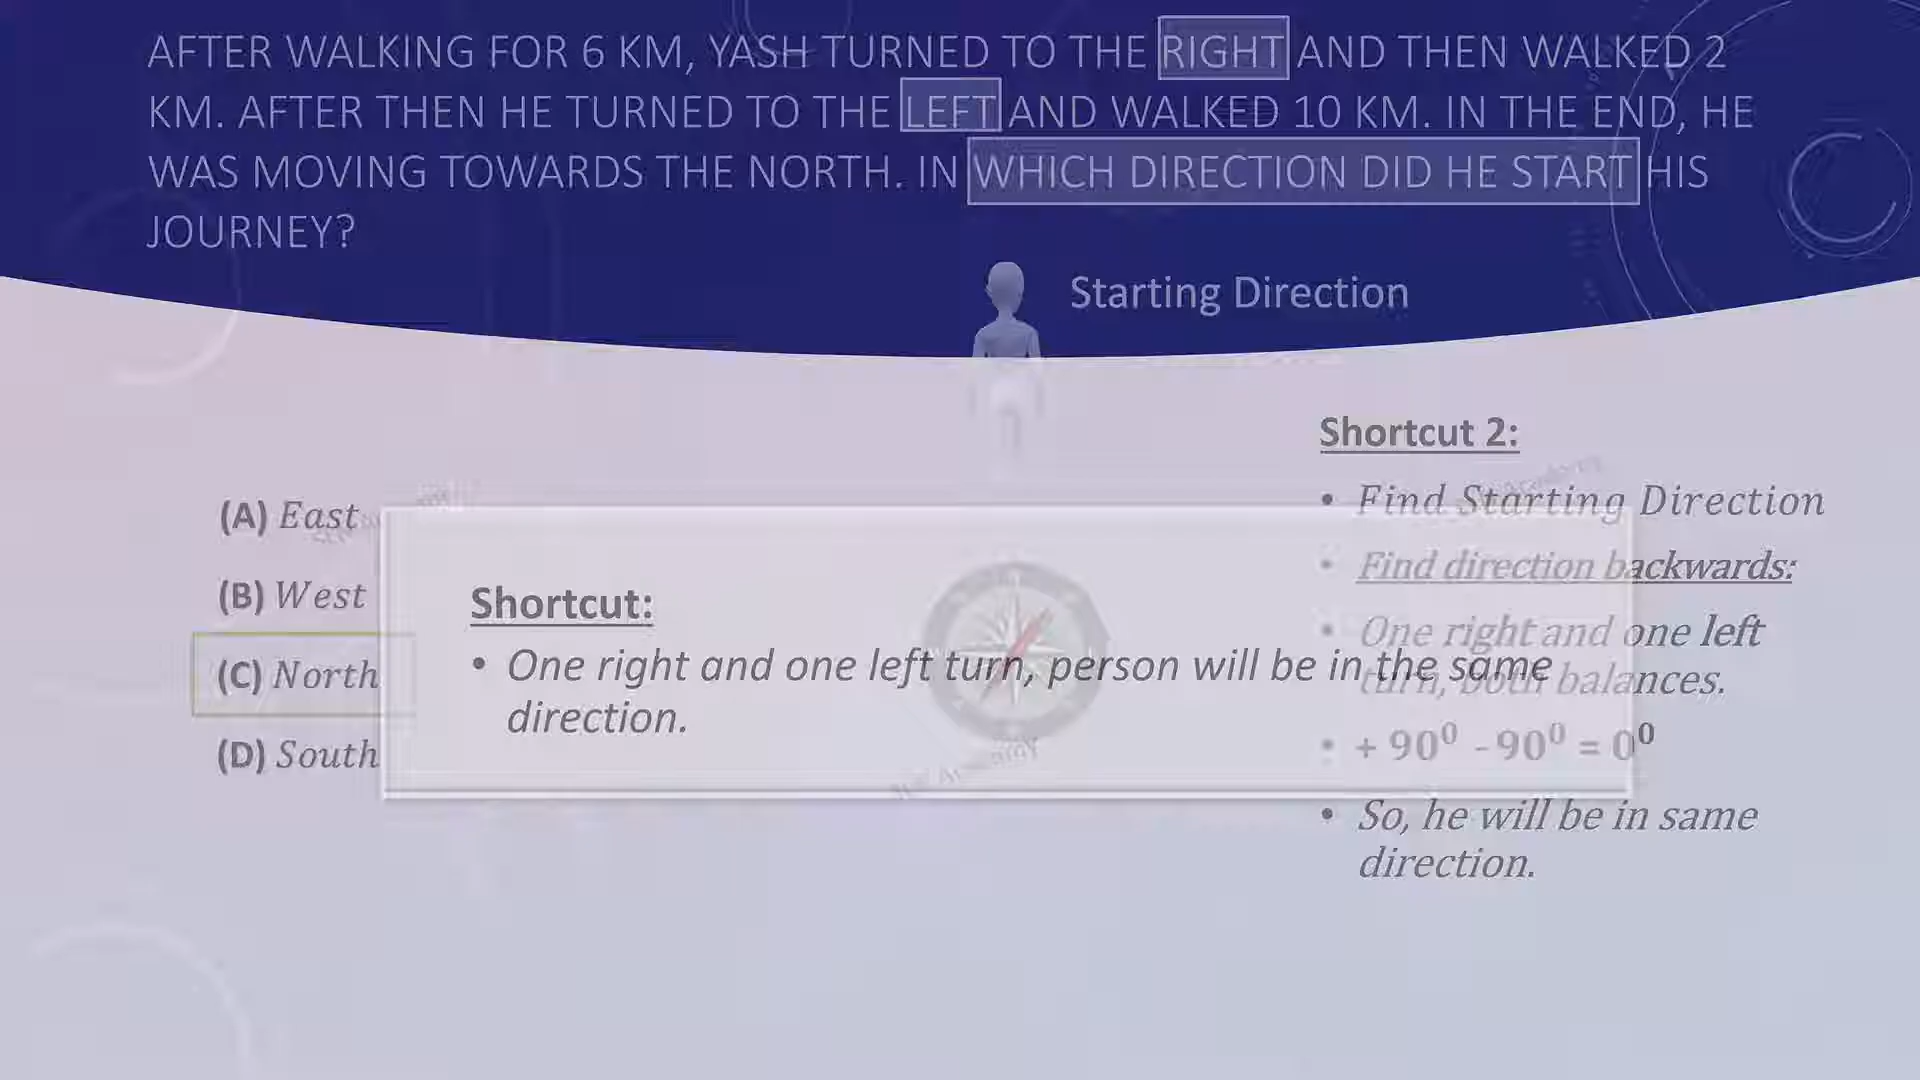 AFTER WALKING FOR 6 KM, YASH TURNED TO THE RIGHT AND THEN WALKED 2
KM. AFTER THEN HE TURNED TO THE LEFT AND WALKED 10 KM. IN THE END, HE
WAS MOVING TOWARDS THE NORTH. IN WHICH DIRECTION DID HE START HIS
JOURNEY?
Starting Direction
(A) East
(B) West
(C) North
(D) South
Shortcut:
• One right and one left turn, person will be in the same
direction.
Shortcut 2:
• Find Starting Direction
• Find direction backwards:
• One right and one left
turn, both balances.
• + 90⁰ - 90⁰ = 0⁰
• So, he will be in same
direction.